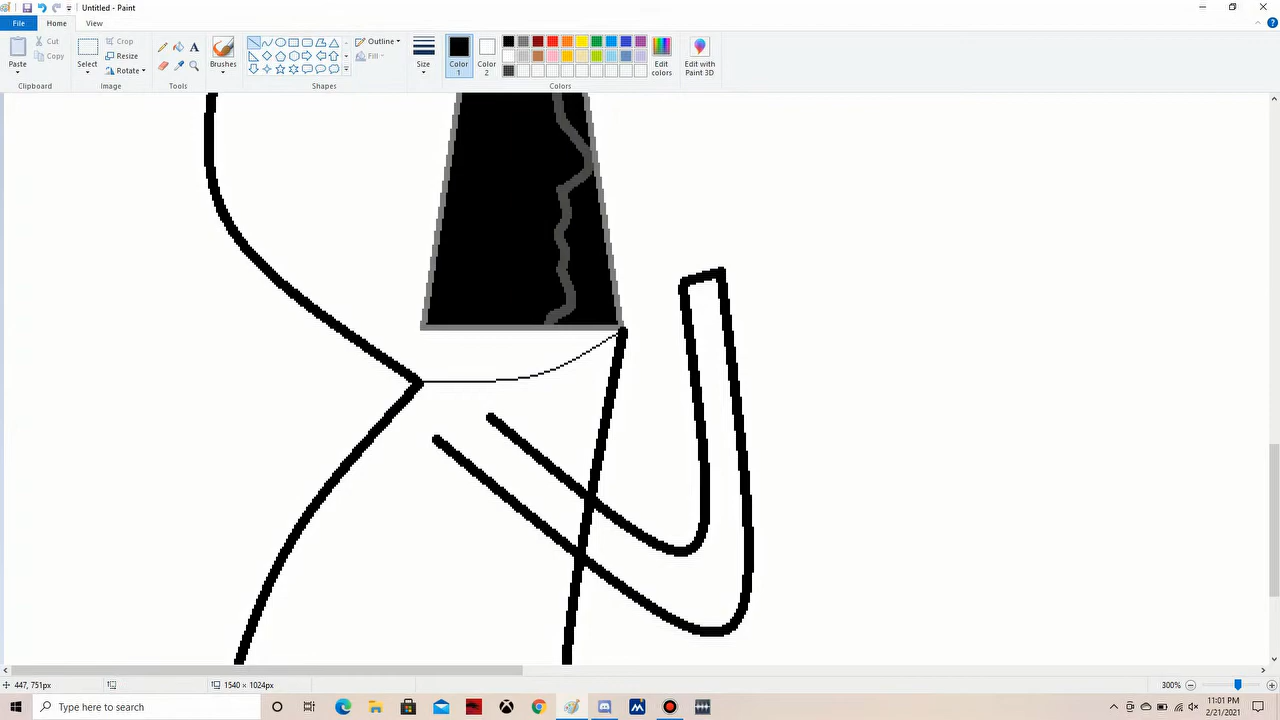 Untitled - Paint
File Home View
Paste
Cut
Copy
Clipboard
Select
Crop
Resize
Rotate
Image
A
Tools
Brushes
Outline
Fill
Shapes
Size
Color
1
Color
2
Edit
colors
Colors
Edit with
Paint 3D
447, 751px
1540 × 1024px
300%
Type here to search
11:01 PM
2/21/2021